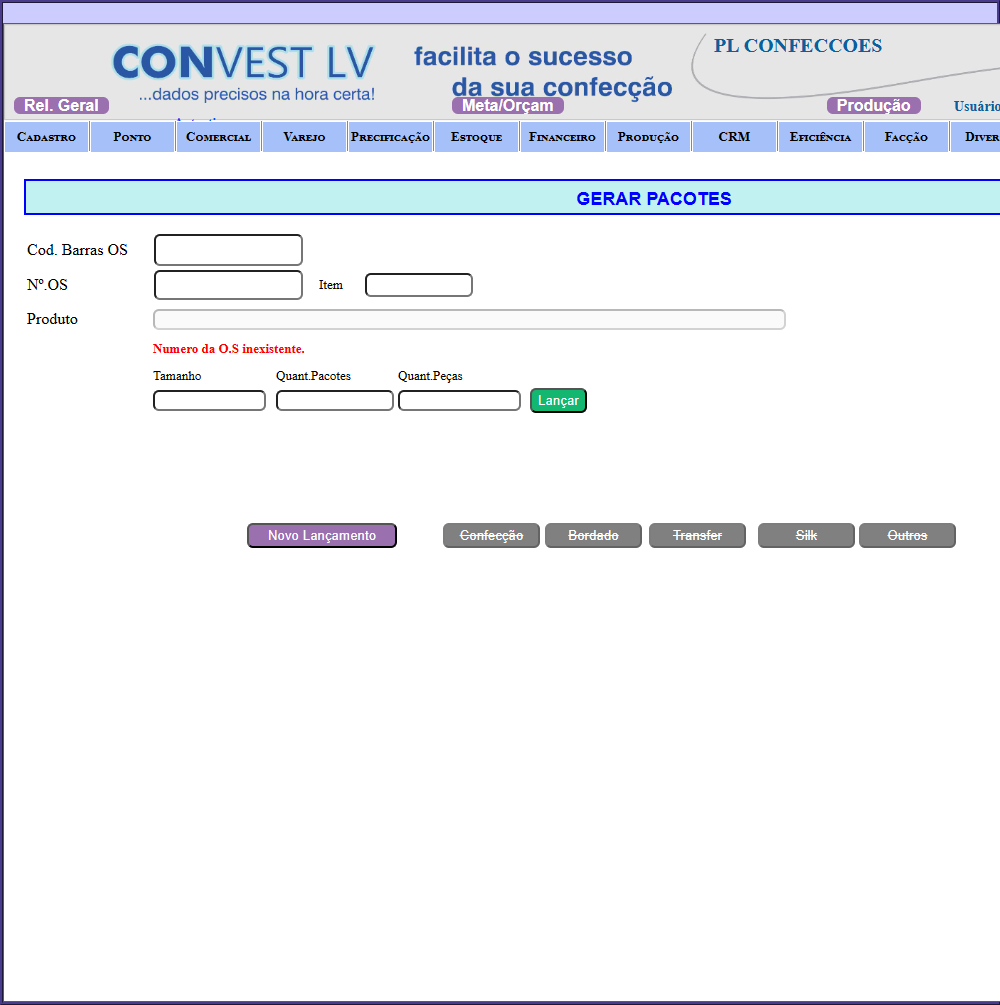 CONVEST LV
...dados precisos na hora certa!
facilita o sucesso
da sua confecção
PL CONFECCOES
Rel. Geral
Meta/Orçam
Produção
Usuário
Cadastro Ponto Comercial Varejo Precificação Estoque Financeiro Produção CRM Eficiência Facção Diver
GERAR PACOTES
Cod. Barras OS
Nº.OS Item
Produto
Numero da O.S inexistente.
Tamanho Quant.Pacotes Quant.Peças
Lançar
Novo Lançamento Confecção Bordado Transfer Silk Outros